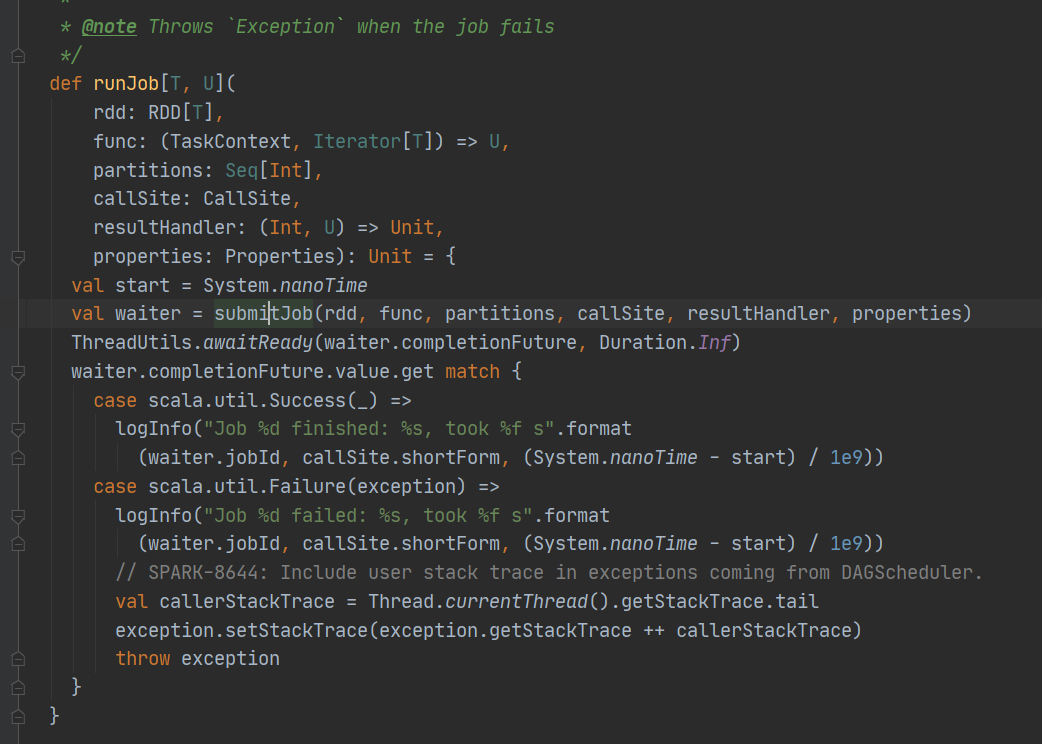 *
* @note Throws `Exception` when the job fails
*/
def runJob[T, U](
    rdd: RDD[T],
    func: (TaskContext, Iterator[T]) => U,
    partitions: Seq[Int],
    callSite: CallSite,
    resultHandler: (Int, U) => Unit,
    properties: Properties): Unit = {
  val start = System.nanoTime
  val waiter = submitJob(rdd, func, partitions, callSite, resultHandler, properties)
  ThreadUtils.awaitReady(waiter.completionFuture, Duration.Inf)
  waiter.completionFuture.value.get match {
    case scala.util.Success(_) =>
      logInfo("Job %d finished: %s, took %f s".format
        (waiter.jobId, callSite.shortForm, (System.nanoTime - start) / 1e9))
    case scala.util.Failure(exception) =>
      logInfo("Job %d failed: %s, took %f s".format
        (waiter.jobId, callSite.shortForm, (System.nanoTime - start) / 1e9))
      // SPARK-8644: Include user stack trace in exceptions coming from DAGScheduler.
      val callerStackTrace = Thread.currentThread().getStackTrace.tail
      exception.setStackTrace(exception.getStackTrace ++ callerStackTrace)
      throw exception
  }
}